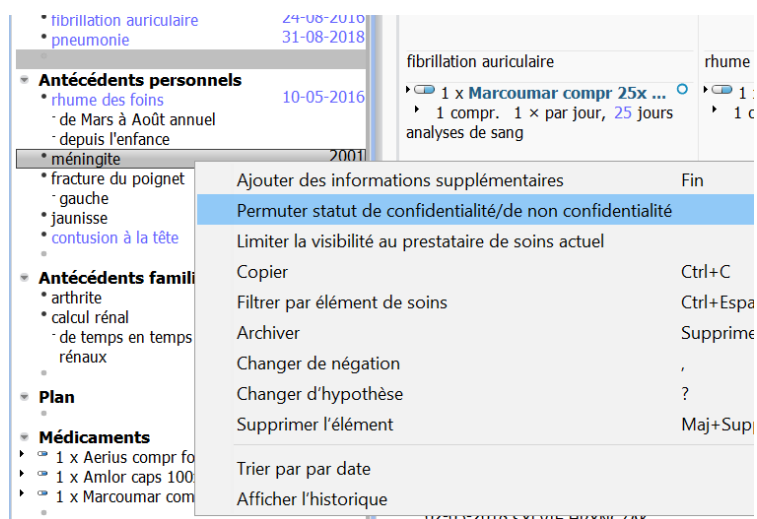 fibrillation auriculaire 24-08-2016
pneumonie 31-08-2018
Antécédents personnels
rhume des foins 10-05-2016
- de Mars à Août annuel
- depuis l'enfance
méningite 2001
fracture du poignet
- gauche
jaunisse
contusion à la tête
Antécédents famili
arthrite
calcul rénal
- de temps en temps
rénaux
Plan
Médicaments
1 x Aerius compr fo
1 x Amlor caps 100
1 x Marcoumar com
fibrillation auriculaire
1 x Marcoumar compr 25x ...
1 compr. 1 × par jour, 25 jours
analyses de sang
rhume
1
1 c
Ajouter des informations supplémentaires Fin
Permuter statut de confidentialité/de non confidentialité
Limiter la visibilité au prestataire de soins actuel
Copier Ctrl+C
Filtrer par élément de soins Ctrl+Espa
Archiver Supprime
Changer de négation ,
Changer d'hypothèse ?
Supprimer l'élément Maj+Supp
Trier par par date
Afficher l'historique